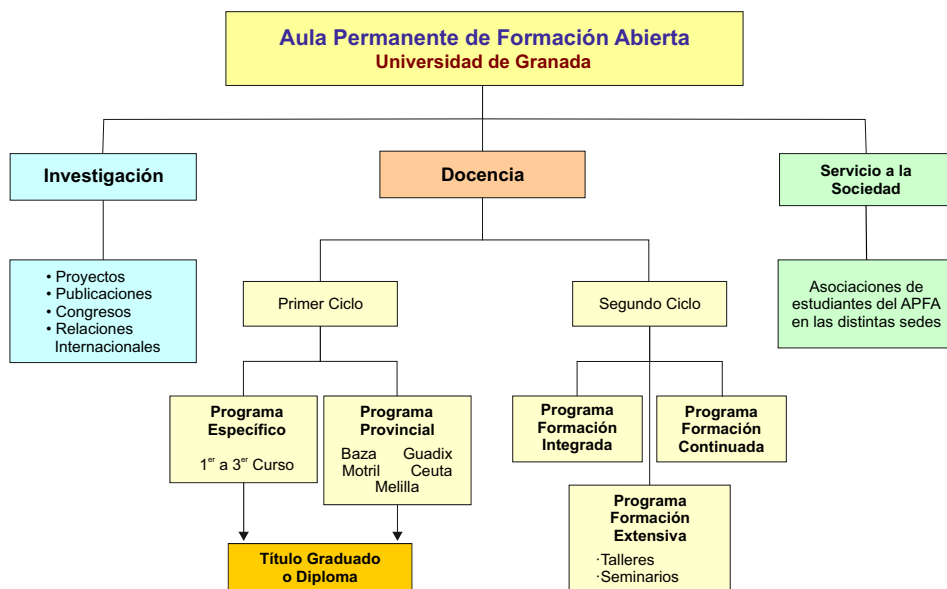 Aula Permanente de Formación Abierta
Universidad de Granada
Investigación
Docencia
Servicio a la
Sociedad
• Proyectos
• Publicaciones
• Congresos
• Relaciones
Internacionales
Primer Ciclo
Segundo Ciclo
Asociaciones de
estudiantes del APFA
en las distintas sedes
Programa
Específico
1er a 3er Curso
Programa
Provincial
Baza Guadix
Motril Ceuta
Melilla
Programa
Formación
Integrada
Programa
Formación
Continuada
Programa
Formación
Extensiva
·Talleres
·Seminarios
Título Graduado
o Diploma